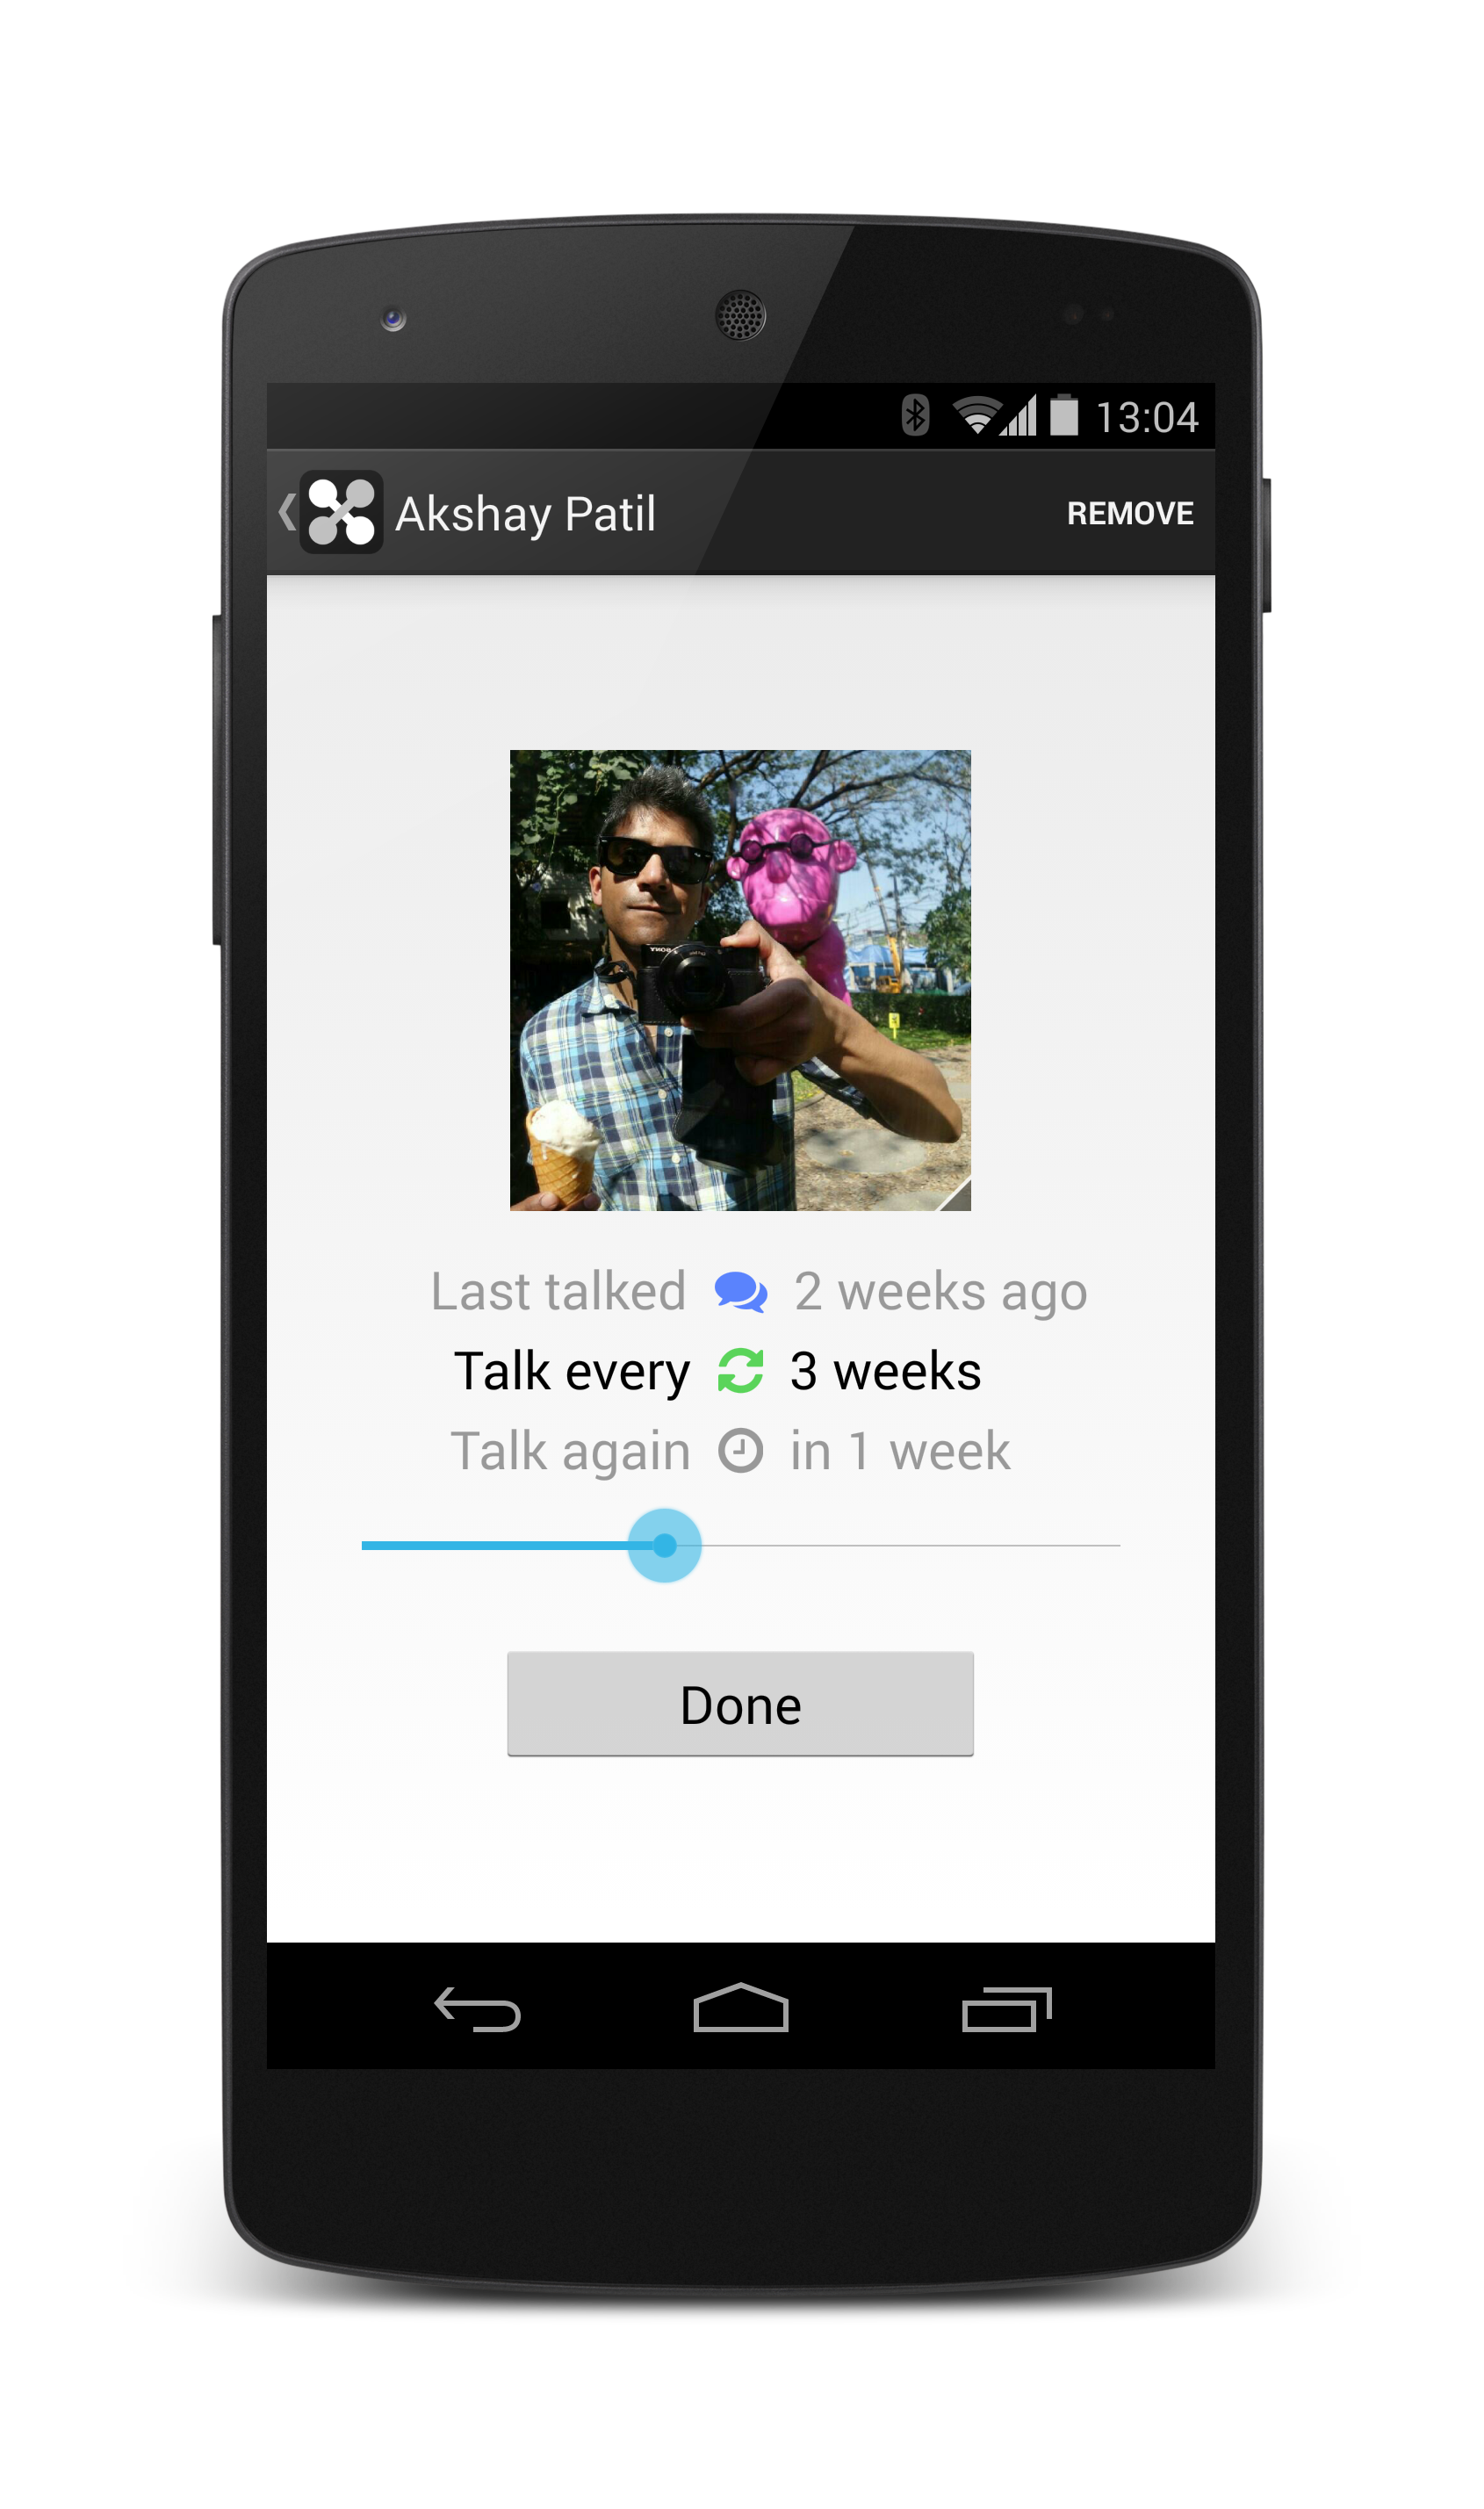 13:04
Akshay Patil REMOVE
SONY
Last talked 2 weeks ago
Talk every 3 weeks
Talk again in 1 week
Done